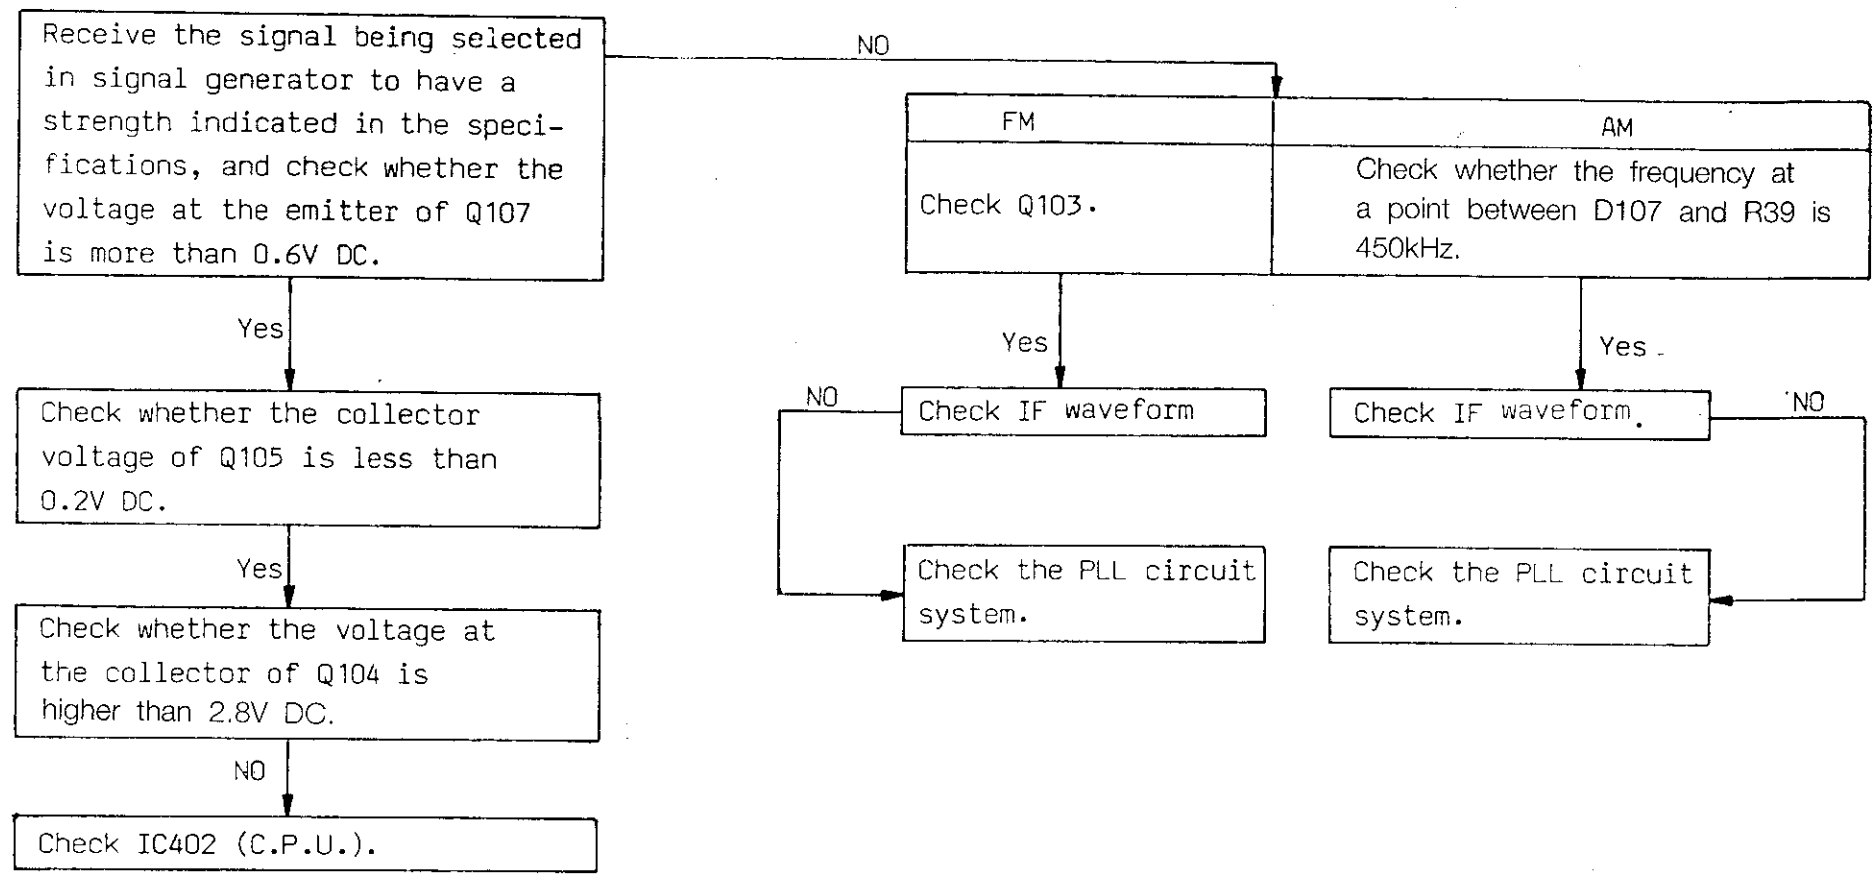 Receive the signal being selected
in signal generator to have a
strength indicated in the speci-
fications, and check whether the
voltage at the emitter of Q107
is more than 0.6V DC.
NO
FM
AM
Check Q103.
Check whether the frequency at
a point between D107 and R39 is
450kHz.
Yes
Yes
Yes
Check whether the collector
voltage of Q105 is less than
0.2V DC.
NO
Check IF waveform
Check IF waveform.
NO
Yes
Check the PLL circuit
system.
Check the PLL circuit
system.
Check whether the voltage at
the collector of Q104 is
higher than 2.8V DC.
NO
Check IC402 (C.P.U.).